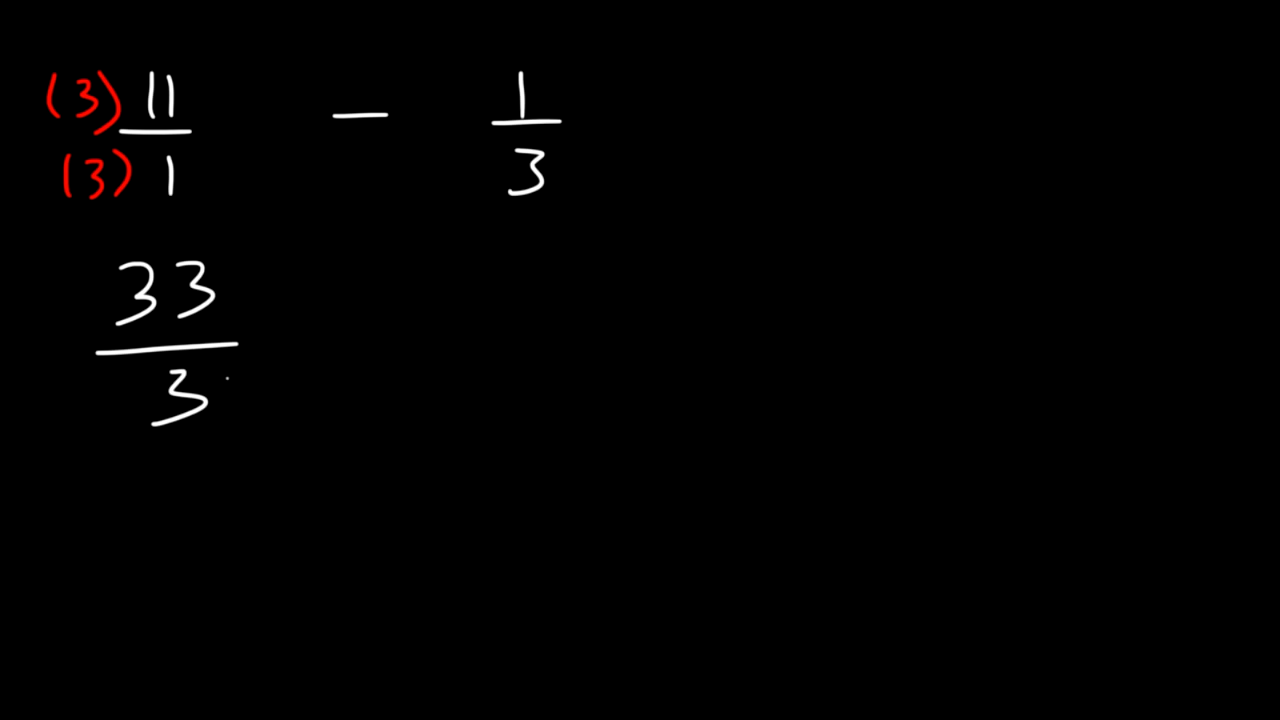 (3) 11 — 1
(3) 1 3
33
3